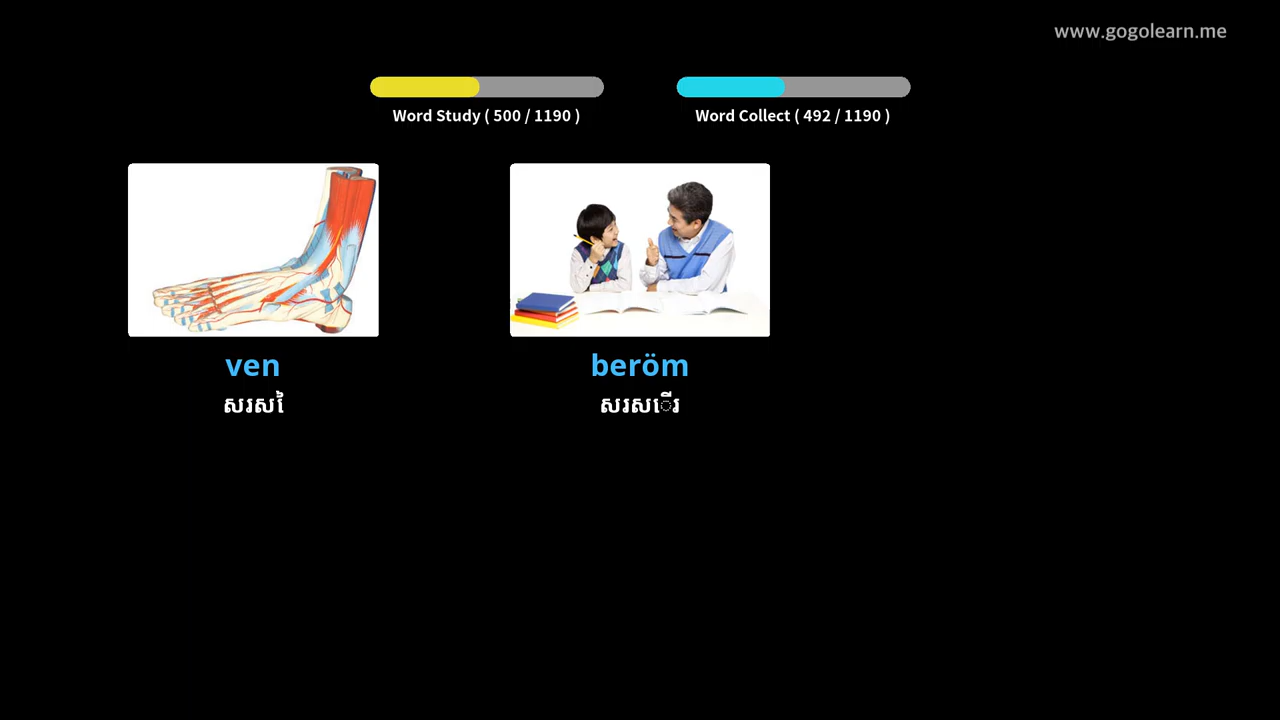 www.gogolearn.me
Word Study ( 500 / 1190 )
Word Collect ( 492 / 1190 )
ven
beröm
សរសៃ
សរសើរ